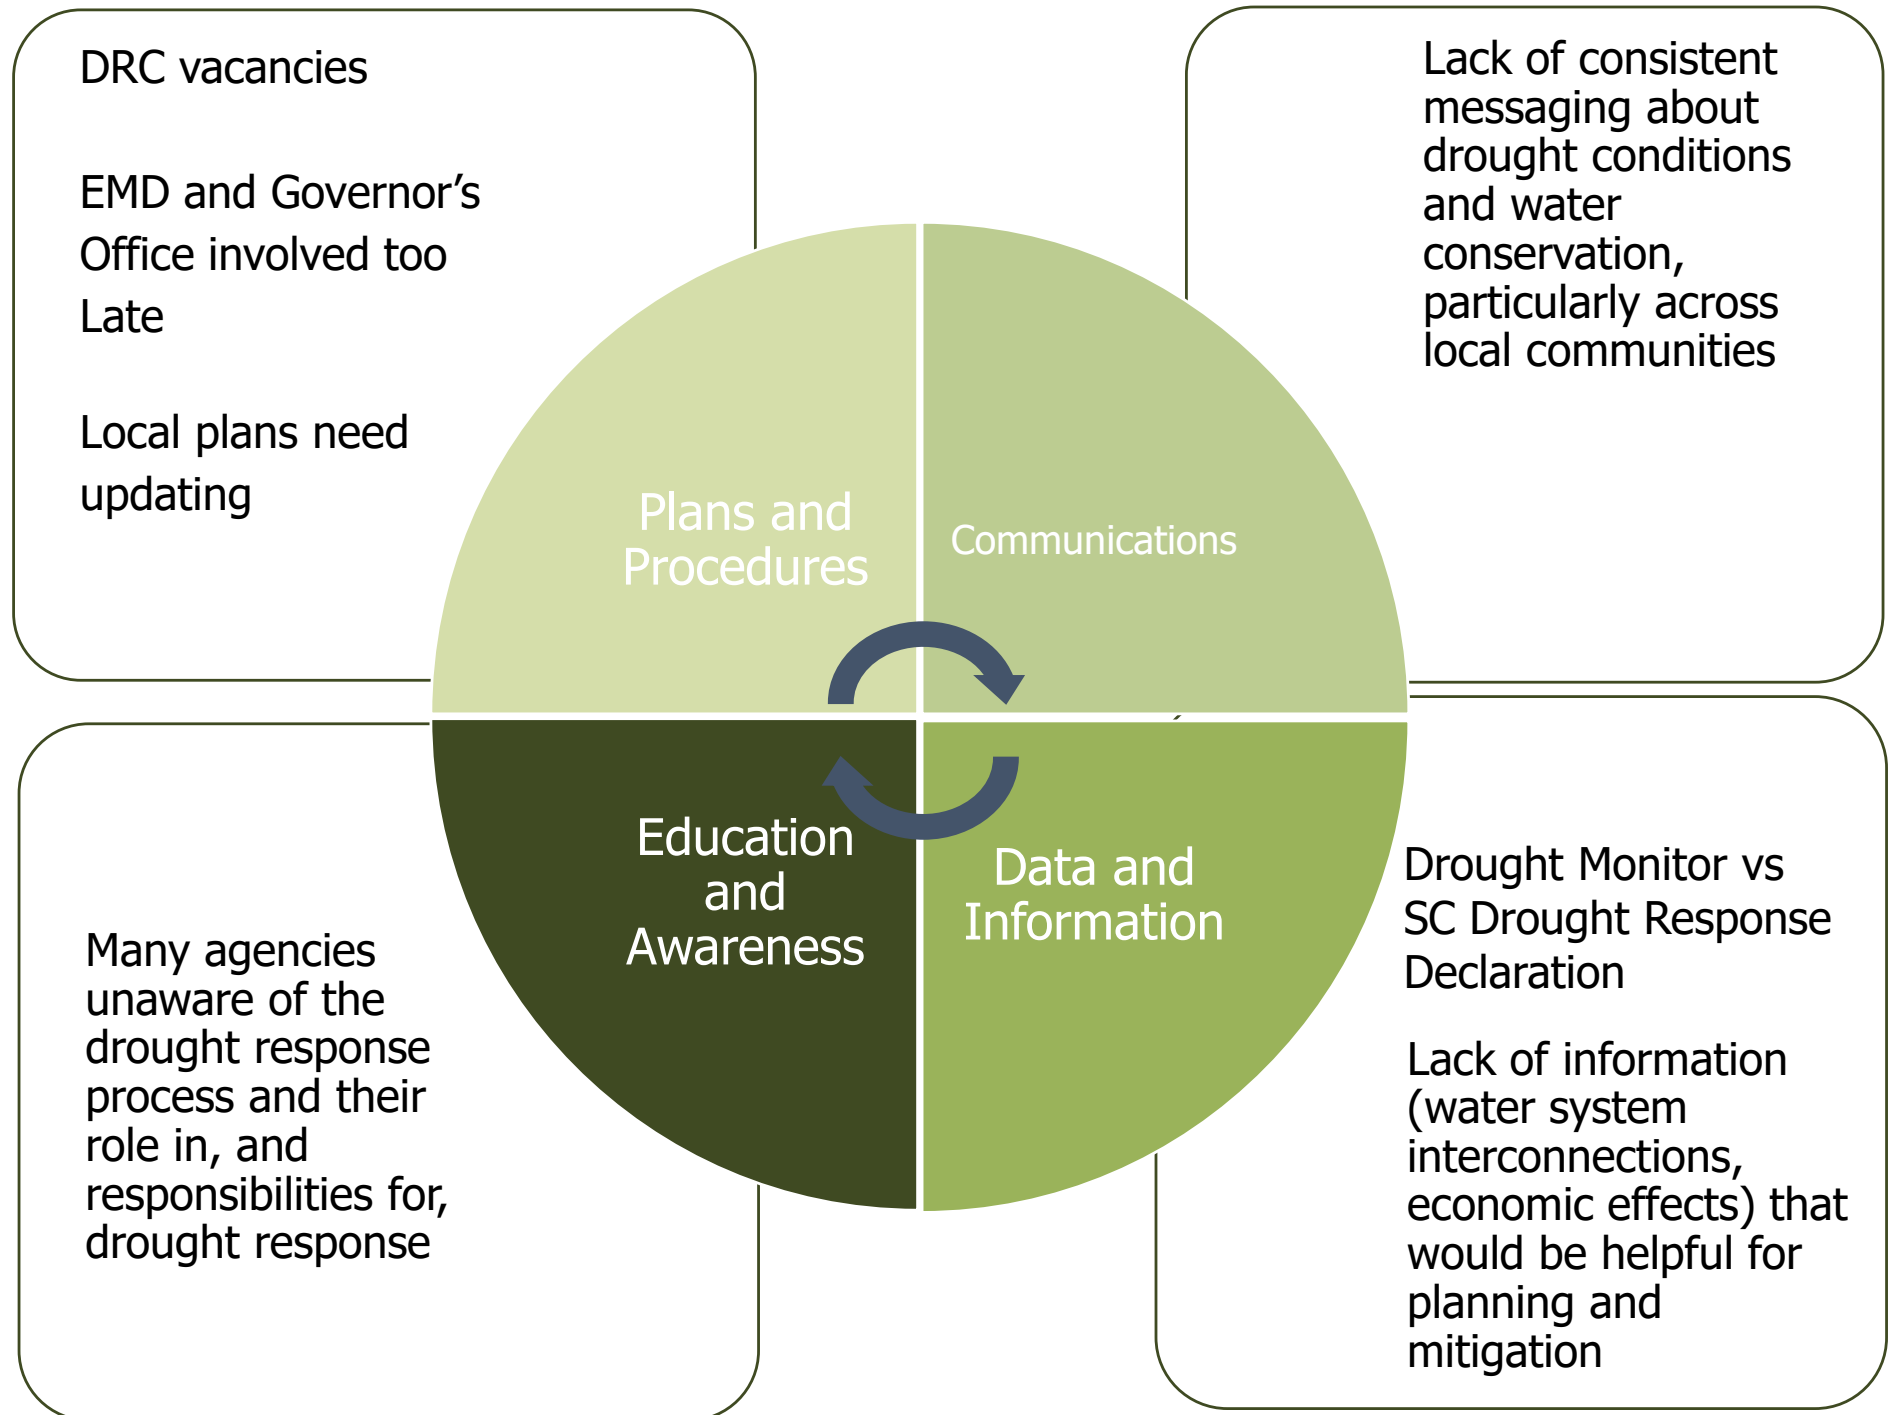 DRC vacancies
EMD and Governor’s
Office involved too
Late
Local plans need
updating
Lack of consistent
messaging about
drought conditions
and water
conservation,
particularly across
local communities
Plans and
Procedures
Communications
Education
and
Awareness
Data and
Information
Many agencies
unaware of the
drought response
process and their
role in, and
responsibilities for,
drought response
Drought Monitor vs
SC Drought Response
Declaration
Lack of information
(water system
interconnections,
economic effects) that
would be helpful for
planning and
mitigation